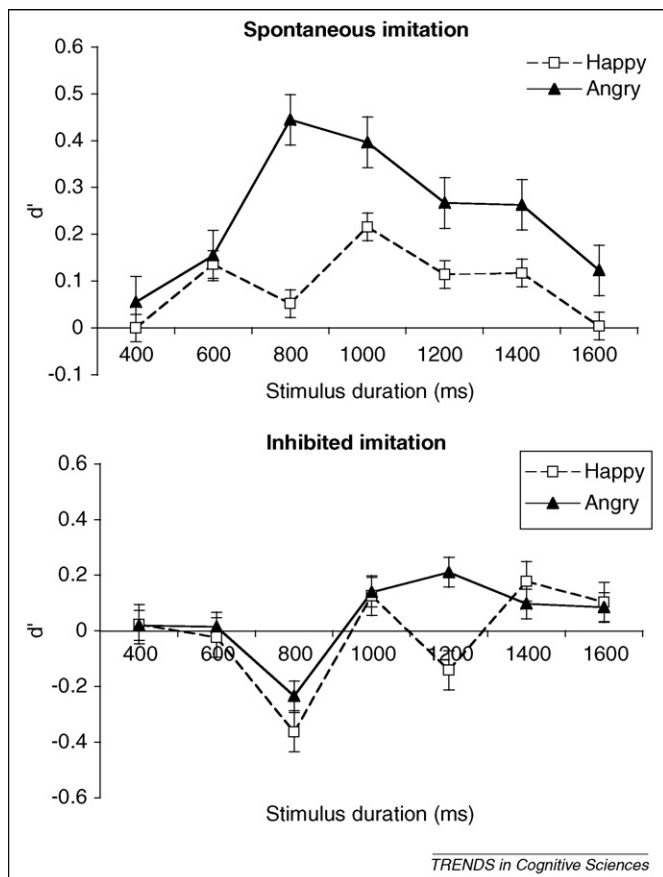 Spontaneous imitation
0.6
Happy
Angry
0.5
0.4
0.3
d'
0.2
0.1
0
400 600 800 1000 1200 1400 1600
-0.1
Stimulus duration (ms)
Inhibited imitation
0.6
Happy
Angry
0.4
0.2
d'
0
400 600 800 1000 1200 1400 1600
-0.2
-0.4
-0.6
Stimulus duration (ms)
TRENDS in Cognitive Sciences